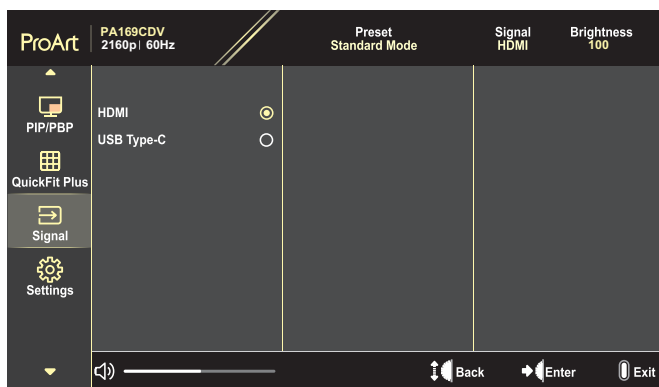 ProArt
PA169CDV
2160p| 60Hz
Preset
Standard Mode
Signal
HDMI
Brightness
100
PIP/PBP
QuickFit Plus
Signal
Settings
HDMI
USB Type-C
Back
Enter
Exit